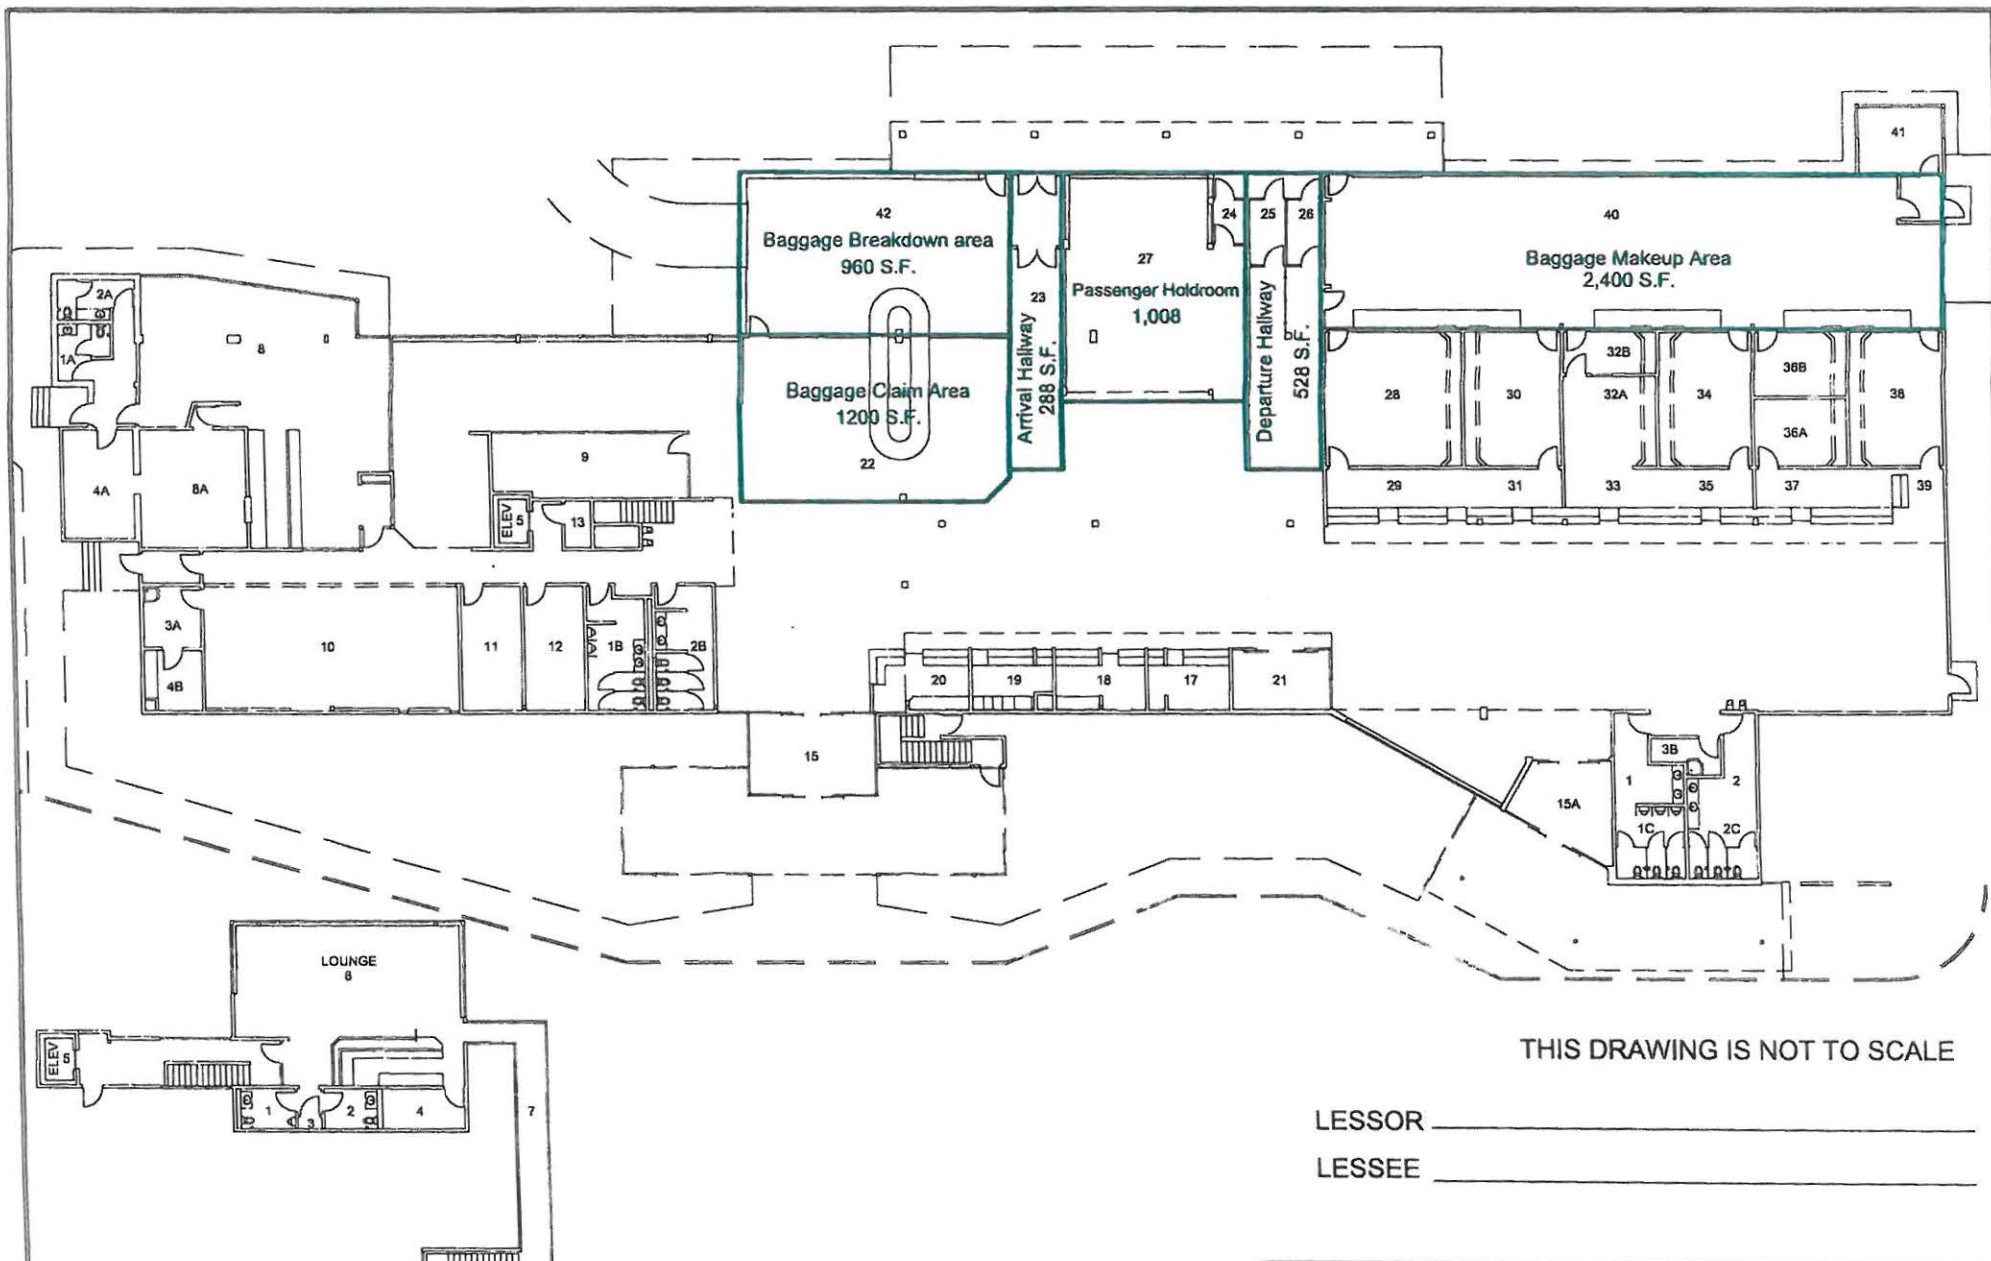 41
42
Baggage Breakdown area
960 S.F.
24
25
26
40
Baggage Makeup Area
2,400 S.F.
27
Passenger Holdroom
1,008
23
Arrival Hallway
288 S.F.
Departure Hallway
528 S.F.
2A
1A
8
Baggage Claim Area
1200 S.F.
22
28
30
32B
32A
34
36B
36A
38
9
4A
8A
ELEV
5
13
29
31
33
35
37
39
3A
4B
10
11
12
1B
2B
20
19
18
17
21
15
3B
1
2
15A
1C
2C
LOUNGE
6
ELEV
5
1
3
2
4
7
THIS DRAWING IS NOT TO SCALE
LESSOR
LESSEE